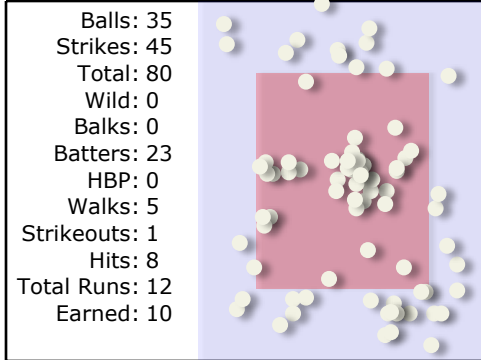 Balls: 35
Strikes: 45
Total: 80
Wild: 0
Balks: 0
Batters: 23
HBP: 0
Walks: 5
Strikeouts: 1
Hits: 8
Total Runs: 12
Earned: 10